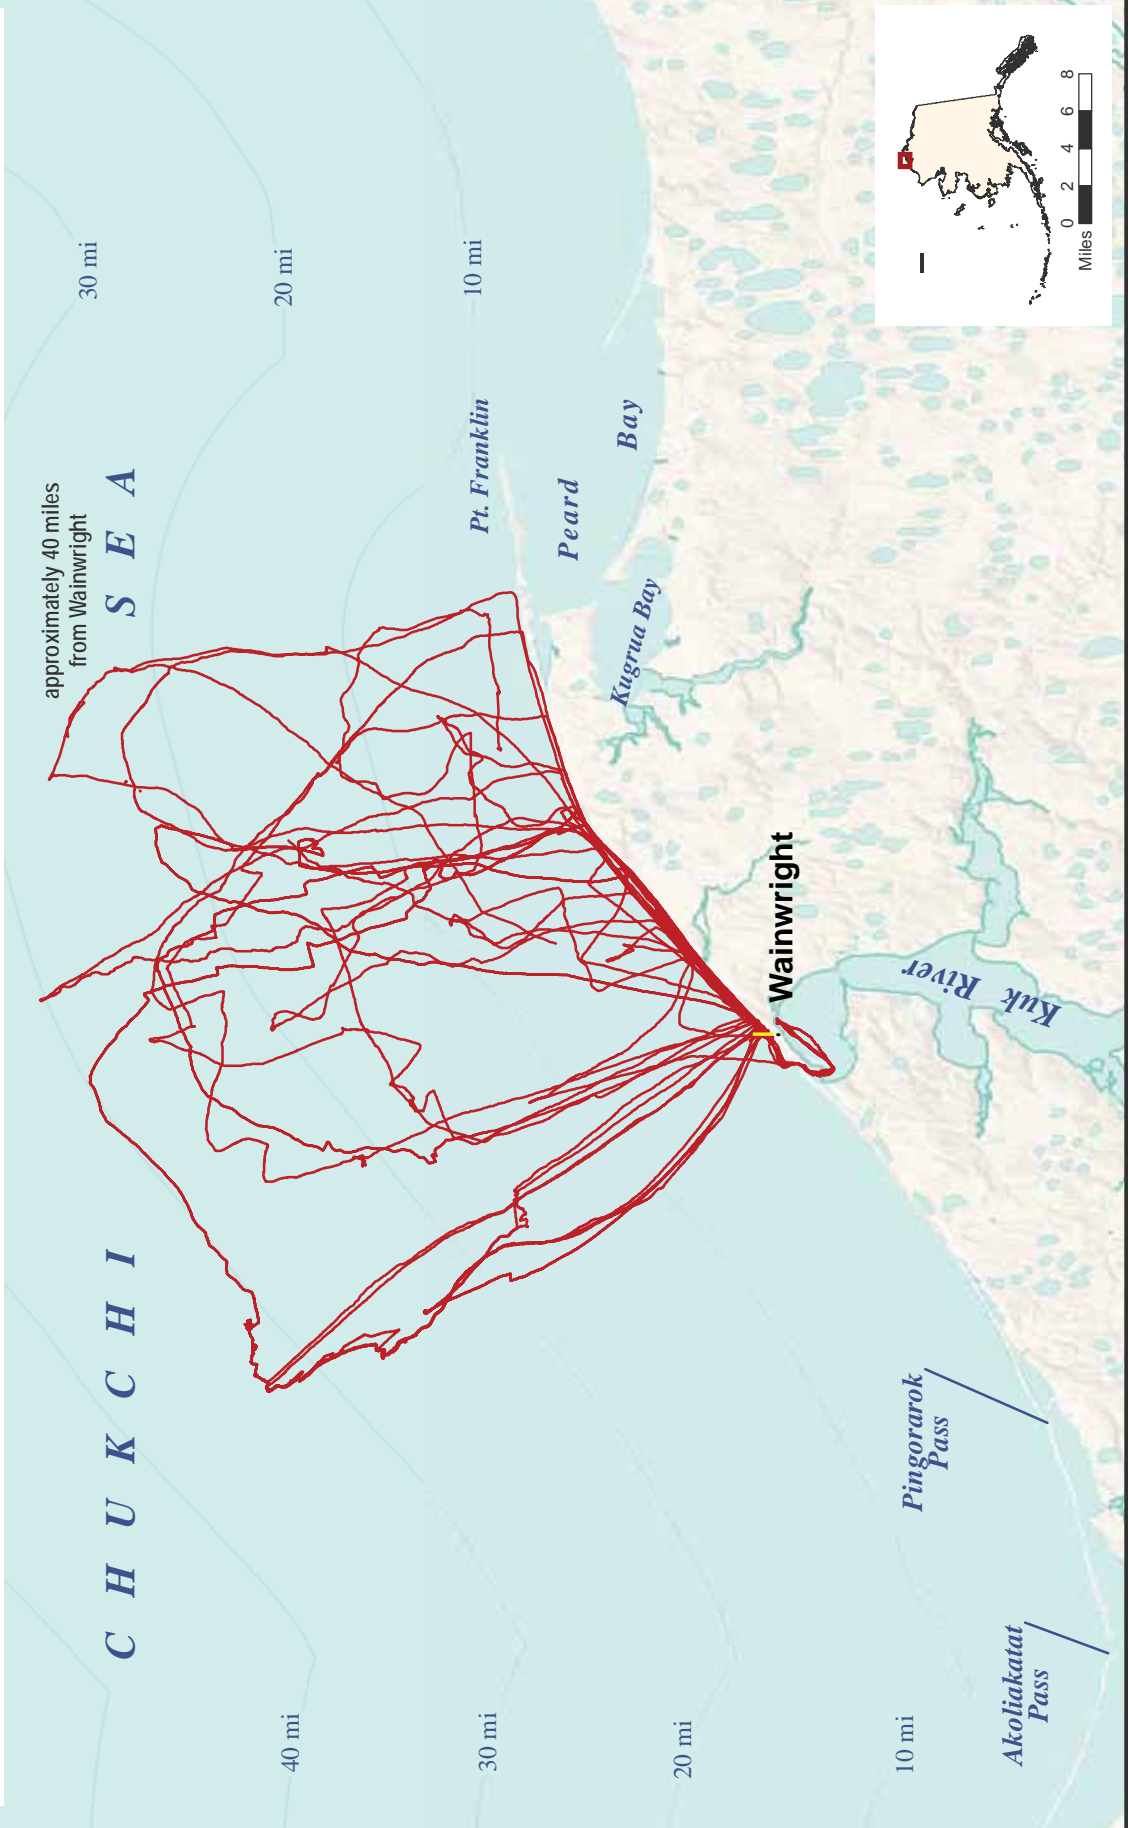 approximately 40 miles
from Wainwright
CHUKCHI SEA
30 mi
20 mi
10 mi
Pt. Franklin
Peard
Bay
Kugrua Bay
Wainwright
Kuk River
Pingorarok
Pass
Akoliakatat
Pass
40 mi
30 mi
20 mi
10 mi
0 2 4 6 8
Miles